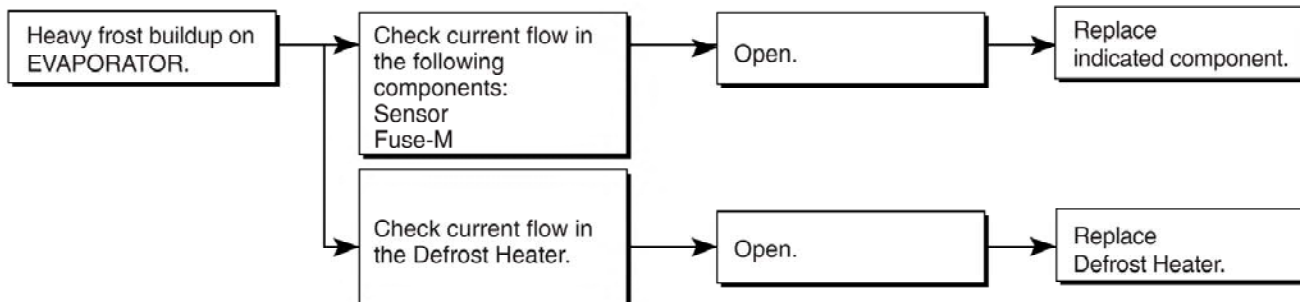 Heavy frost buildup on
EVAPORATOR.
Check current flow in
the following
components:
Sensor
Fuse-M
Open.
Replace
indicated component.
Check current flow in
the Defrost Heater.
Open.
Replace
Defrost Heater.